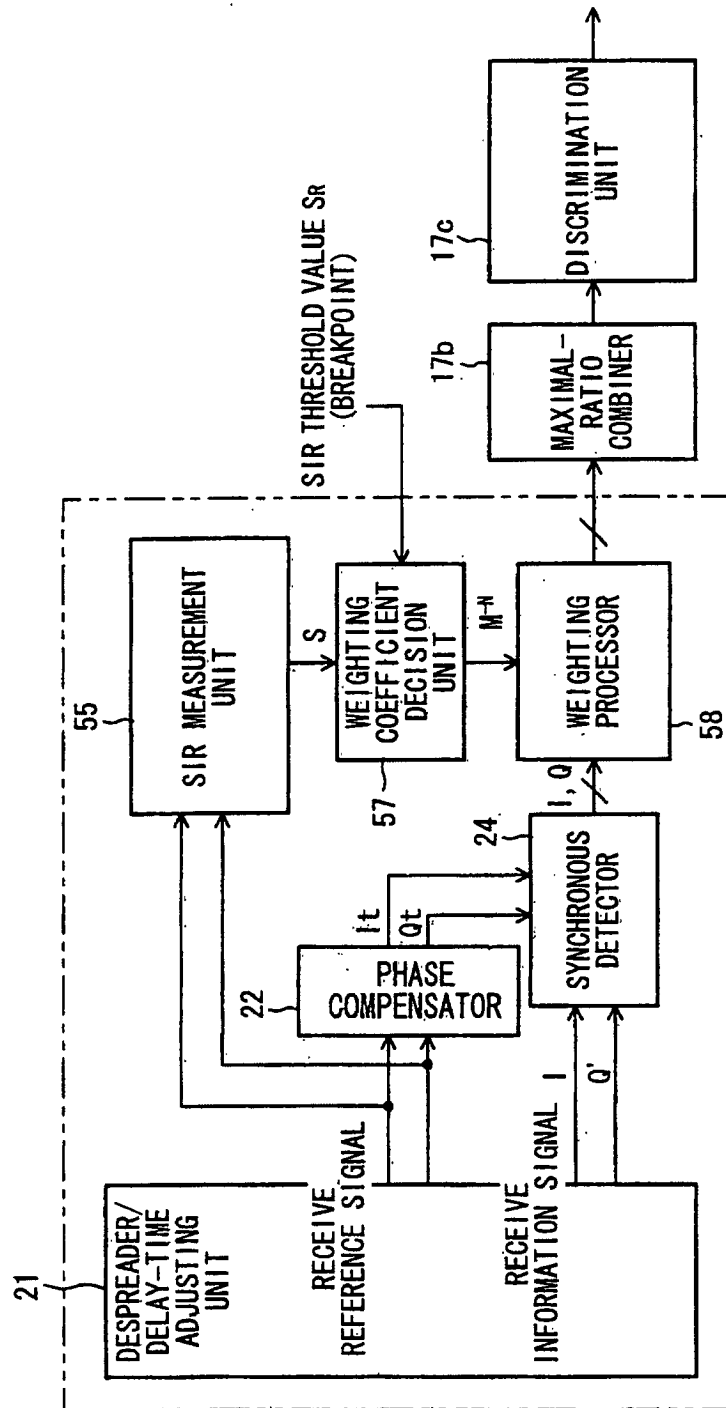 21
DESPREADER/
DELAY-TIME
ADJUSTING
UNIT
RECEIVE
REFERENCE SIGNAL
RECEIVE
INFORMATION SIGNAL
I
Q'
22
PHASE
COMPENSATOR
It
Qt
24
SYNCHRONOUS
DETECTOR
I, Q
55
SIR MEASUREMENT
UNIT
S
57
WEIGHTING
COEFFICIENT
DECISION
UNIT
M-N
WEIGHTING
PROCESSOR
58
SIR THRESHOLD VALUE SR
(BREAKPOINT)
17b
MAXIMAL-
RATIO
COMBINER
17c
DISCRIMINATION
UNIT